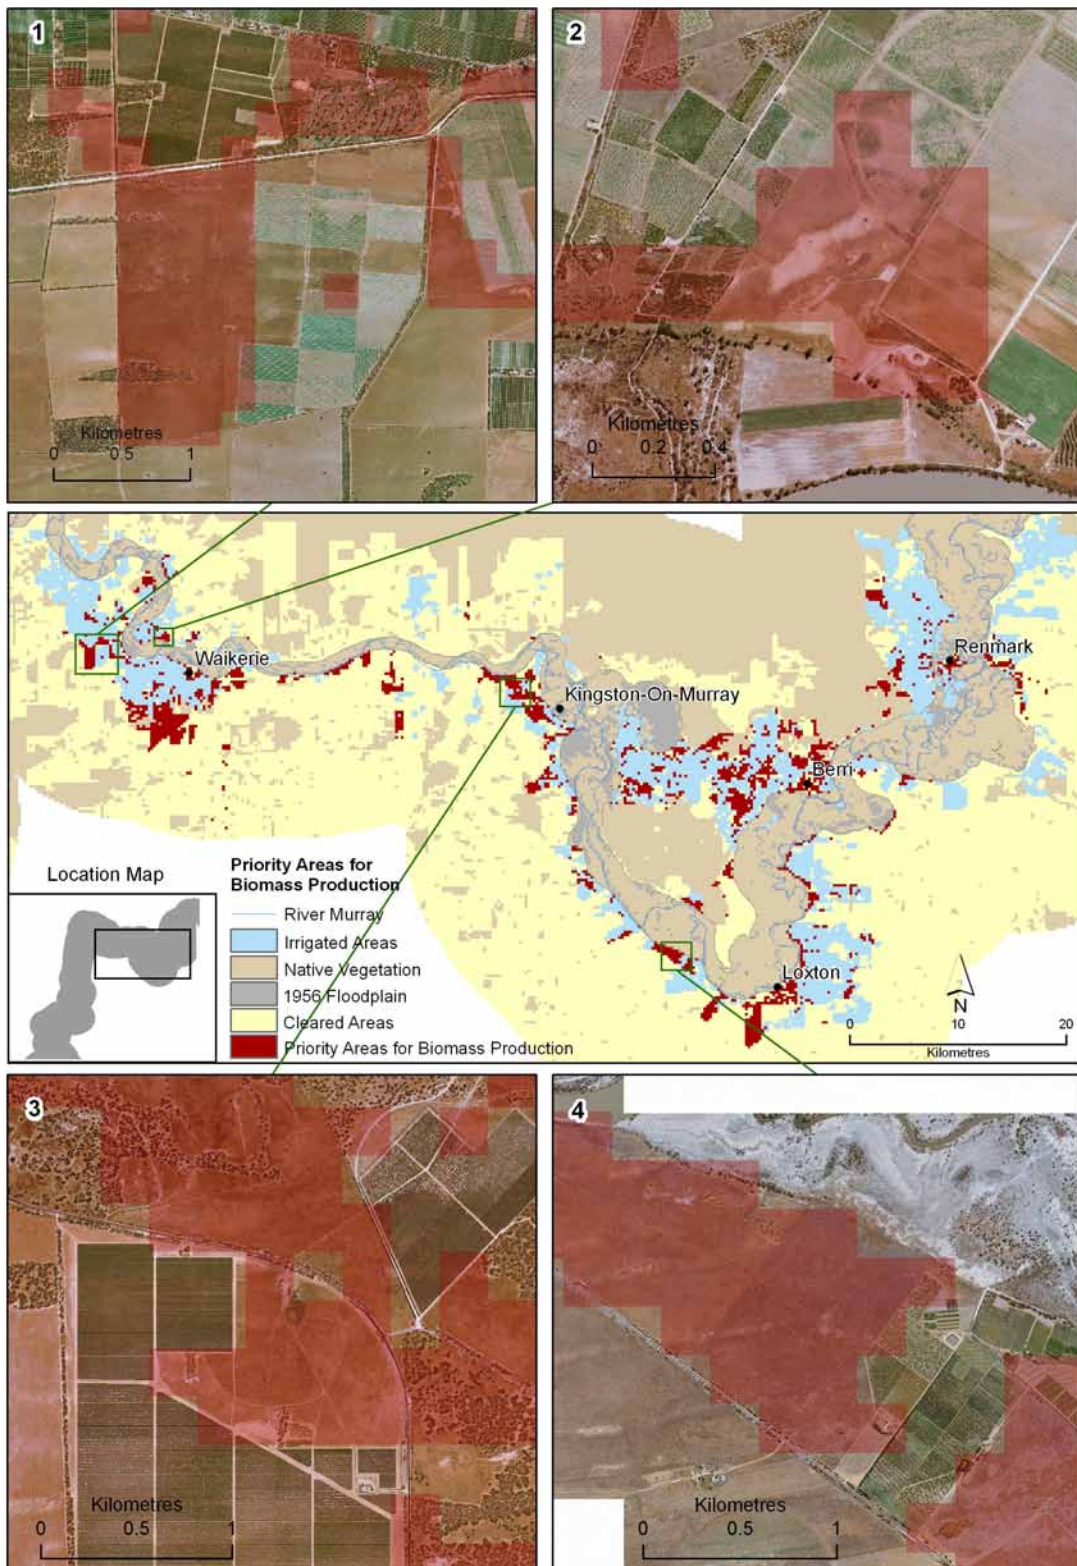 1
Kilometres
0 0.5 1
2
Kilometres
0 0.2 0.4
Waikerie
Kingston-On-Murray
Renmark
Berri
Loxton
Location Map
Priority Areas for
Biomass Production
River Murray
Irrigated Areas
Native Vegetation
1956 Floodplain
Cleared Areas
Priority Areas for Biomass Production
N
0 10 20
Kilometres
3
Kilometres
0 0.5 1
4
Kilometres
0 0.5 1